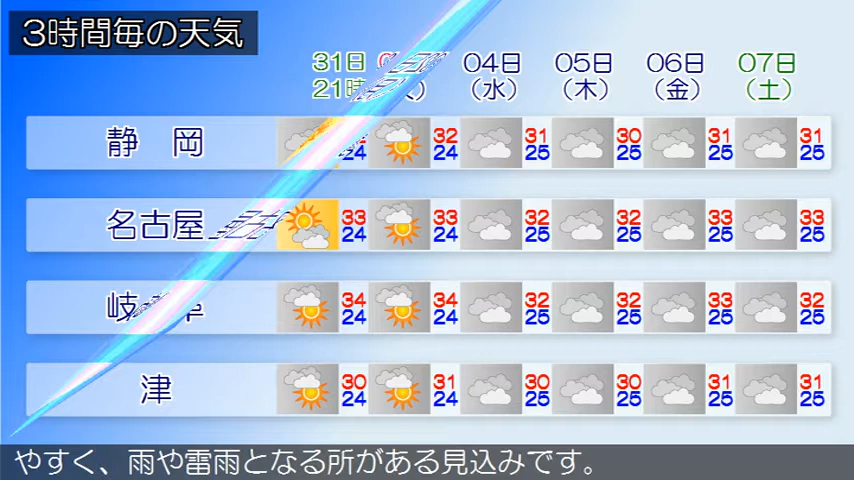 3時間毎の天気
31日 04日 05日 06日 07日
21時 (水) (木) (金) (土)
静 岡 24 32 24 31 25 30 25 31 25 31 25
名古屋 33 24 33 24 32 25 32 25 33 25 33 25
岐阜 34 24 34 24 32 25 32 25 33 25 32 25
津 30 24 31 24 30 25 30 25 31 25 31 25
やすく、雨や雷雨となる所がある見込みです。